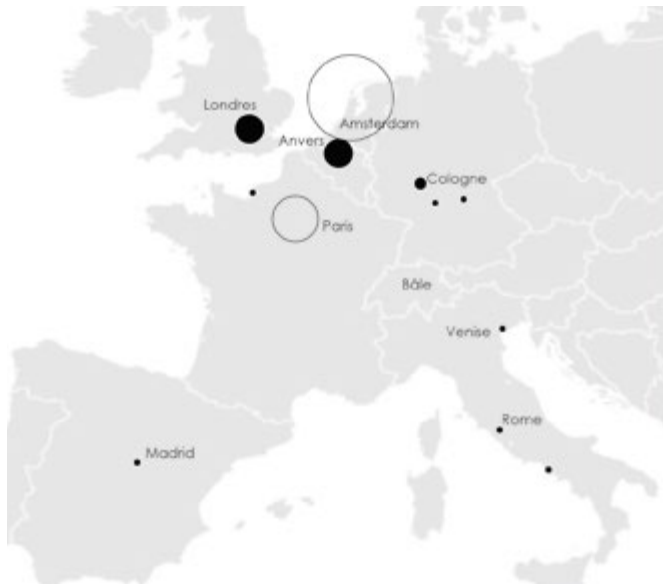 Londres
Amsterdam
Anvers
Cologne
Paris
Bâle
Venise
Rome
Madrid